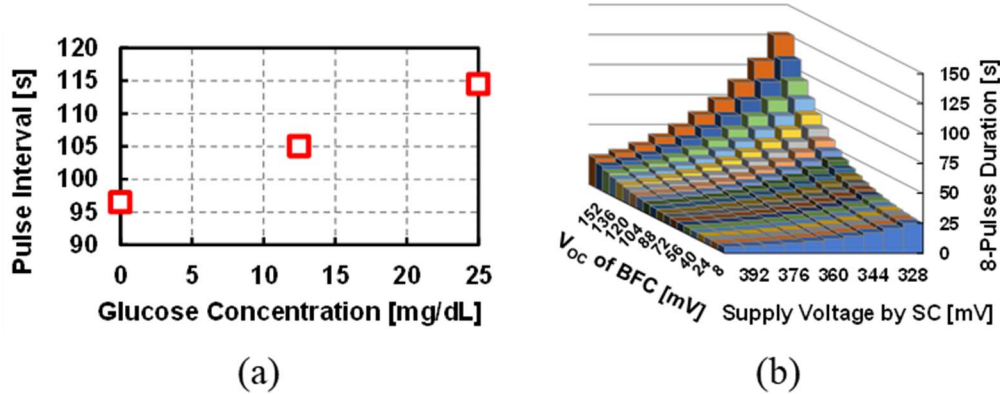 120
115
110
105
100
95
90
Pulse Interval [s]
0 5 10 15 20 25
Glucose Concentration [mg/dL]
(a)
150
125
100
75
50
25
0
8-Pulses Duration [s]
152
136
120
104
88
72
56
40
24
8
V_OC of BFC [mV]
392 376 360 344 328
Supply Voltage by SC [mV]
(b)